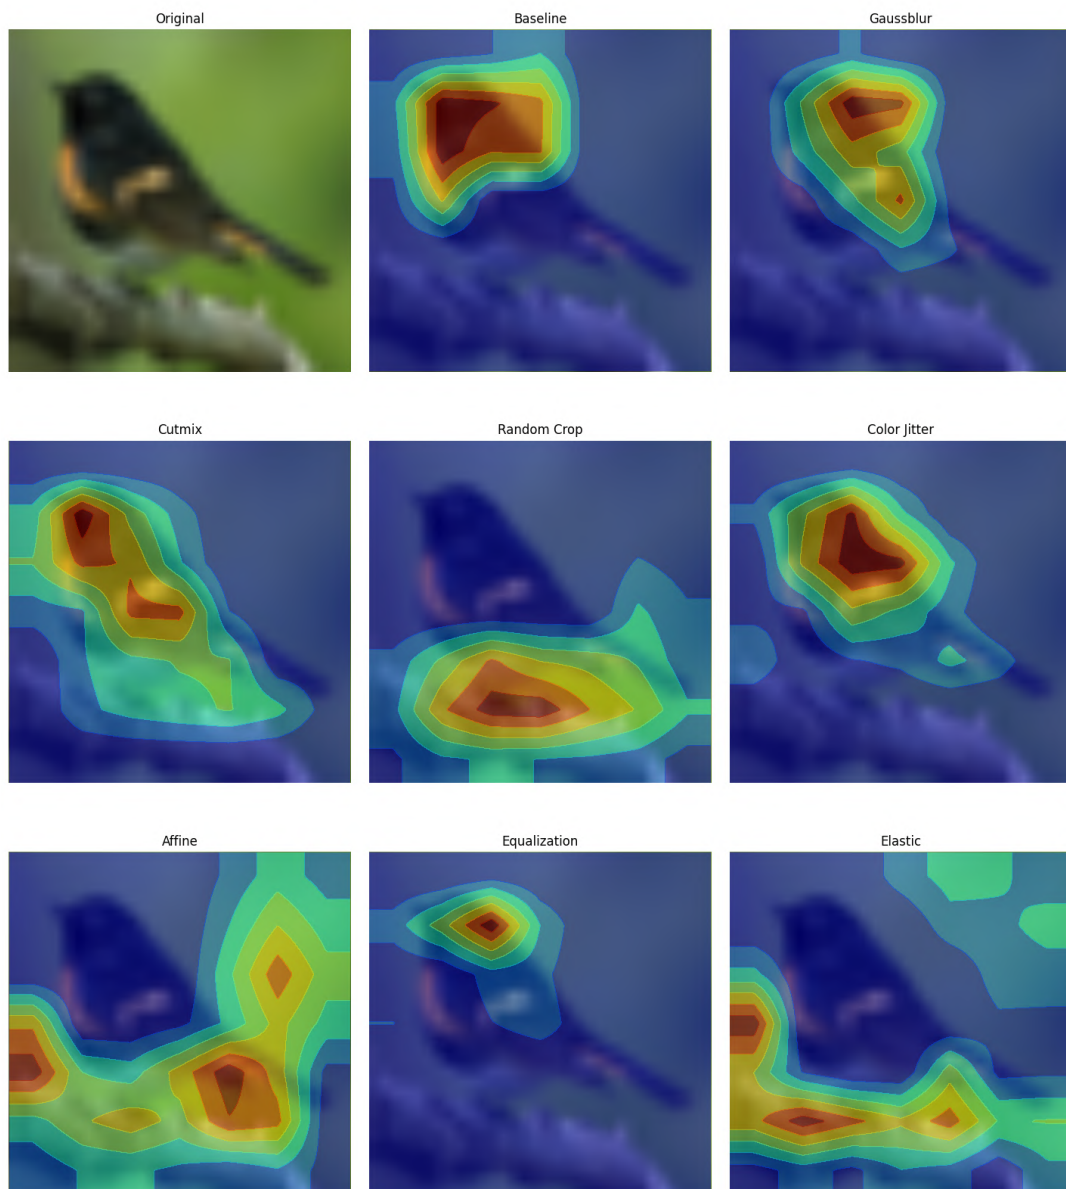 Original
Baseline
Gaussblur
Cutmix
Random Crop
Color Jitter
Affine
Equalization
Elastic